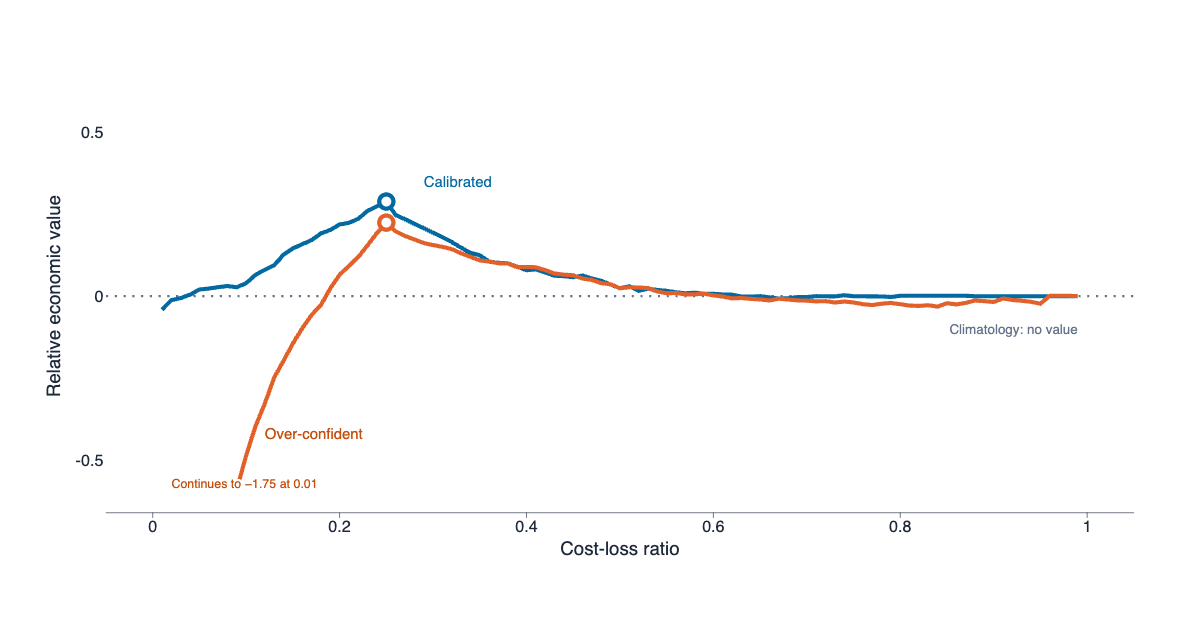 0.5
Calibrated
Relative economic value
0
Climatology: no value
Over-confident
-0.5
Continues to −1.75 at 0.01
0 0.2 0.4 0.6 0.8 1
Cost-loss ratio